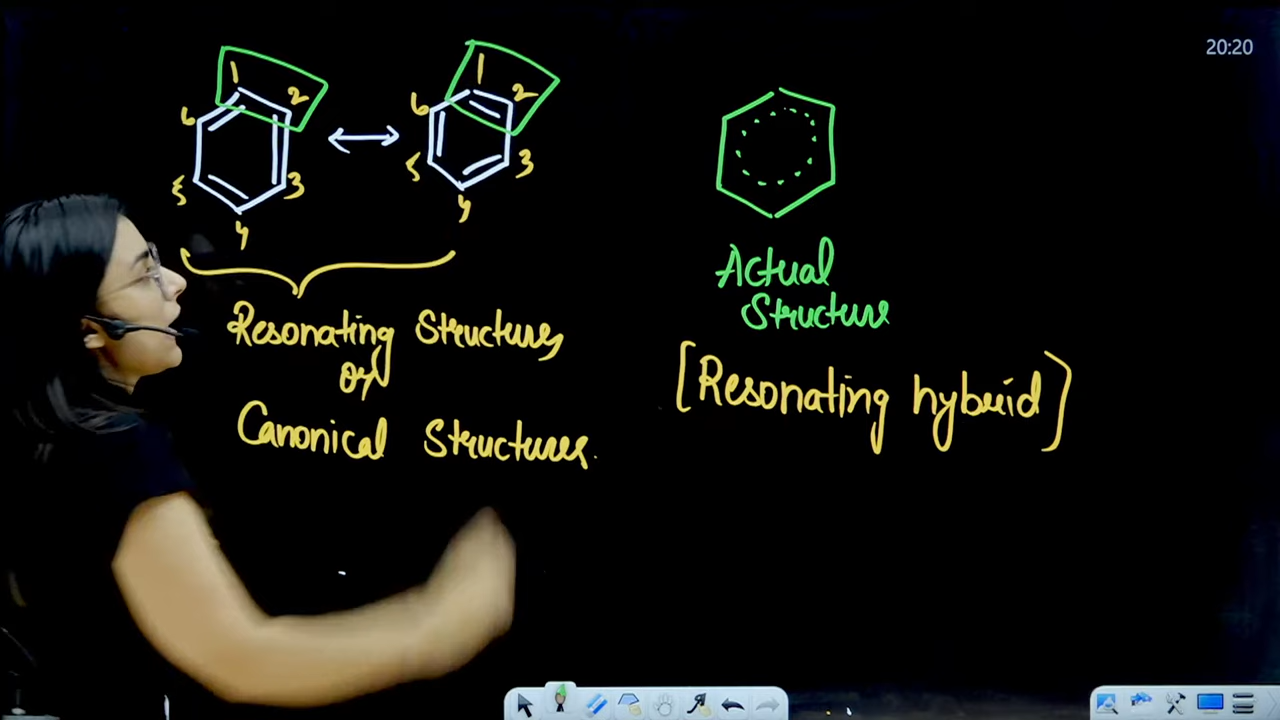 20:20
1
2
3
4
5
6
1
2
3
4
5
6
Resonating Structures
or
Canonical Structures.
Actual
Structure
[Resonating hybrid]